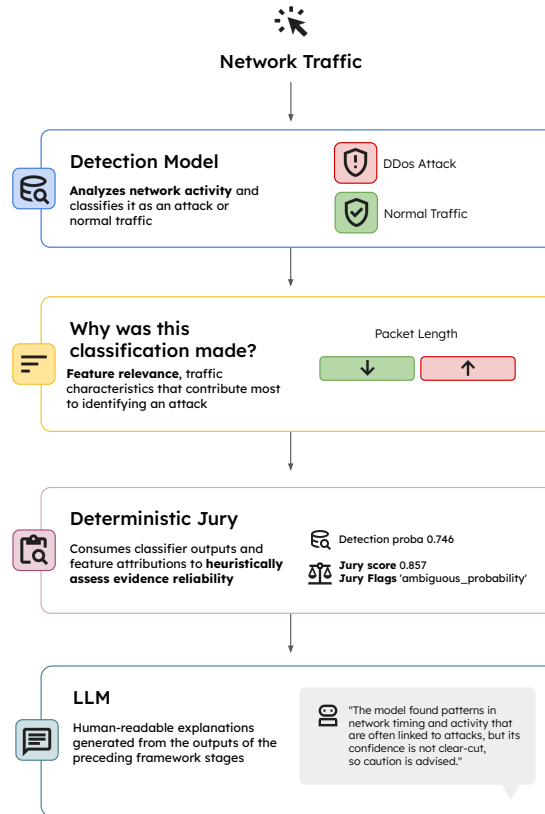 Network Traffic
Detection Model
Analyzes network activity and
classifies it as an attack or
normal traffic
DDos Attack
Normal Traffic
Why was this
classification made?
Feature relevance, traffic
characteristics that contribute most
to identifying an attack
Packet Length
Deterministic Jury
Consumes classifier outputs and
feature attributions to heuristically
assess evidence reliability
Detection proba 0.746
Jury score 0.857
Jury Flags 'ambiguous_probability'
LLM
Human-readable explanations
generated from the outputs of the
preceding framework stages
"The model found patterns in
network timing and activity that
are often linked to attacks, but its
confidence is not clear-cut,
so caution is advised."